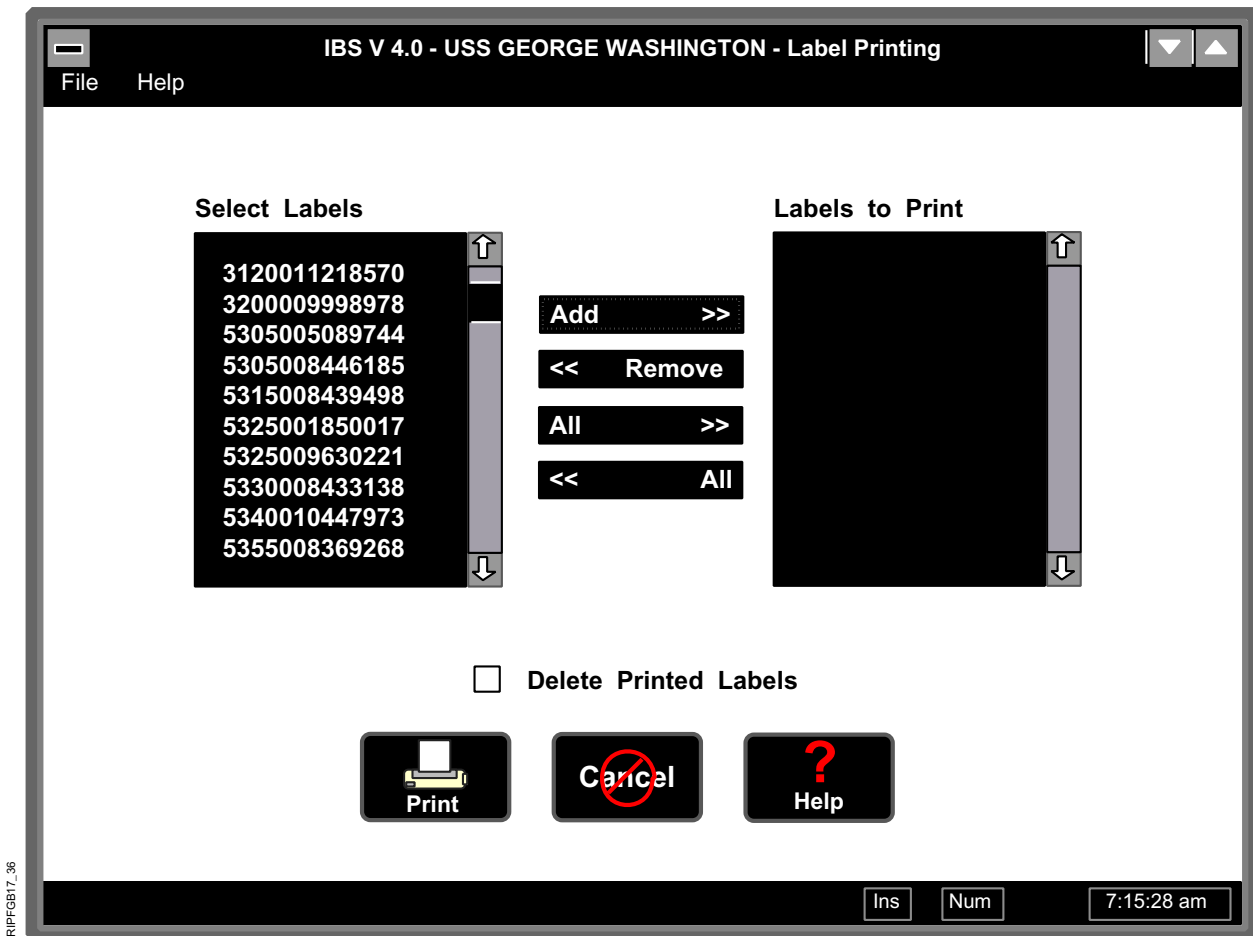 IBS V 4.0 - USS GEORGE WASHINGTON - Label Printing
File Help
Select Labels
3120011218570
3200009998978
5305005089744
5305008446185
5315008439498
5325001850017
5325009630221
5330008433138
5340010447973
5355008369268
Add >>
<< Remove
All >>
<< All
Labels to Print
Delete Printed Labels
Print
Cancel
?
Help
Ins Num 7:15:28 am
RIPFGB17_36